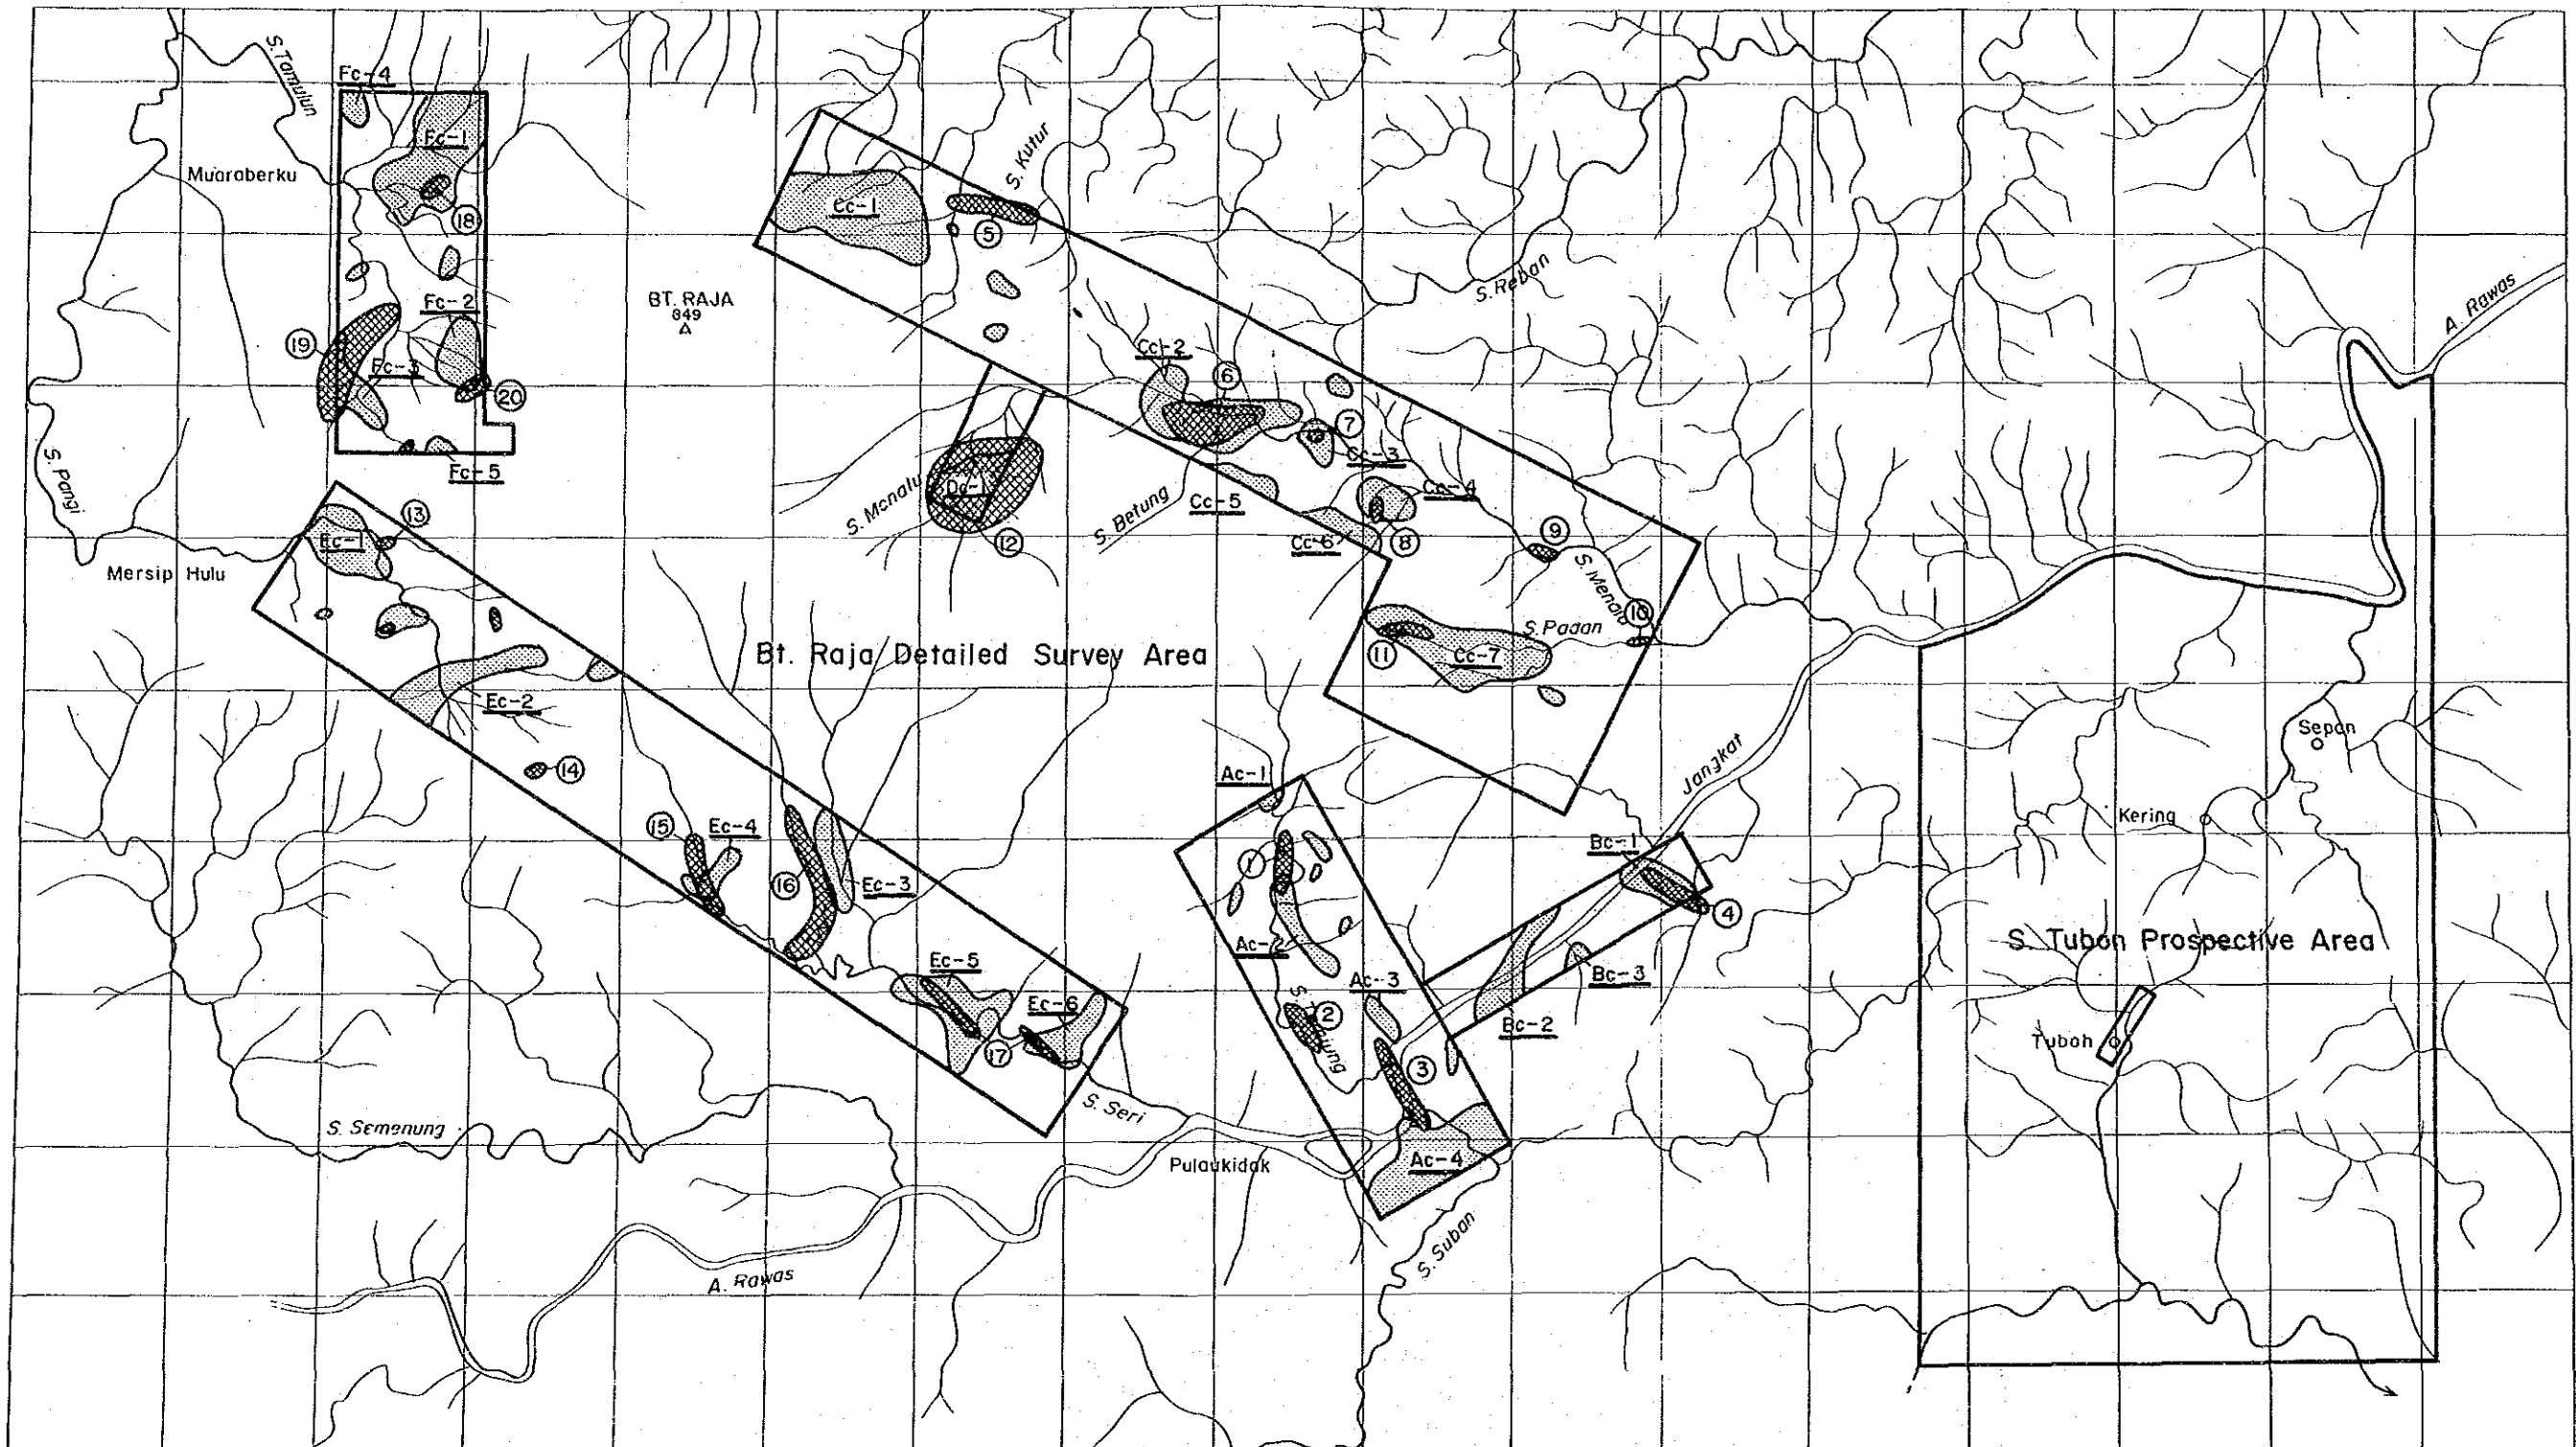 S. Tamulun
Fc-4
Fc-1
Muaraberku
18
S. Kutur
Cc-1
5
S. Reban
A. Rawas
BT. RAJA
849
Fc-2
19
Fc-3
20
Cc-2
6
7
Cc-3
Fc-5
S. Pangi
S. Menalu
Dc-1
12
S. Betung
Cc-5
Cc-4
Cc-6
8
9
13
Ec-1
Mersip Hulu
S. Menalu
10
S. Padan
11
Cc-7
Bt. Raja Detailed Survey Area
Ec-2
14
Sepan
Jangkat
Kering
Ac-1
15
Ec-4
1
Bc-1
16
Ec-3
4
Ac-2
S. Tubon Prospective Area
Ec-5
Ac-3
Bc-3
Ec-6
2
Bc-2
17
Tuboh
3
S. Seri
S. Semenung
Pulaukidak
Ac-4
S. Suban
A. Rawas